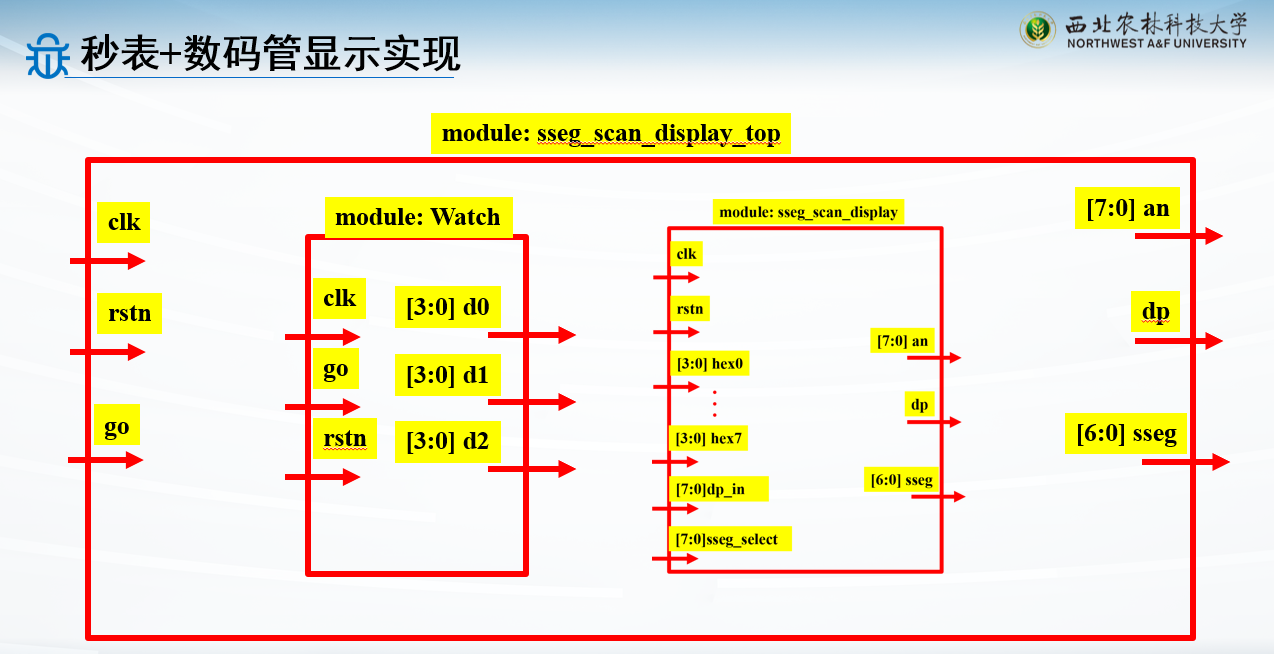 秒表+数码管显示实现
西北农林科技大学
NORTHWEST A&F UNIVERSITY
module: sseg_scan_display_top
clk
rstn
go
module: Watch
clk
go
rstn
[3:0] d0
[3:0] d1
[3:0] d2
module: sseg_scan_display
clk
rstn
[3:0] hex0
[3:0] hex7
[7:0]dp_in
[7:0]sseg_select
[7:0] an
dp
[6:0] sseg
[7:0] an
dp
[6:0] sseg